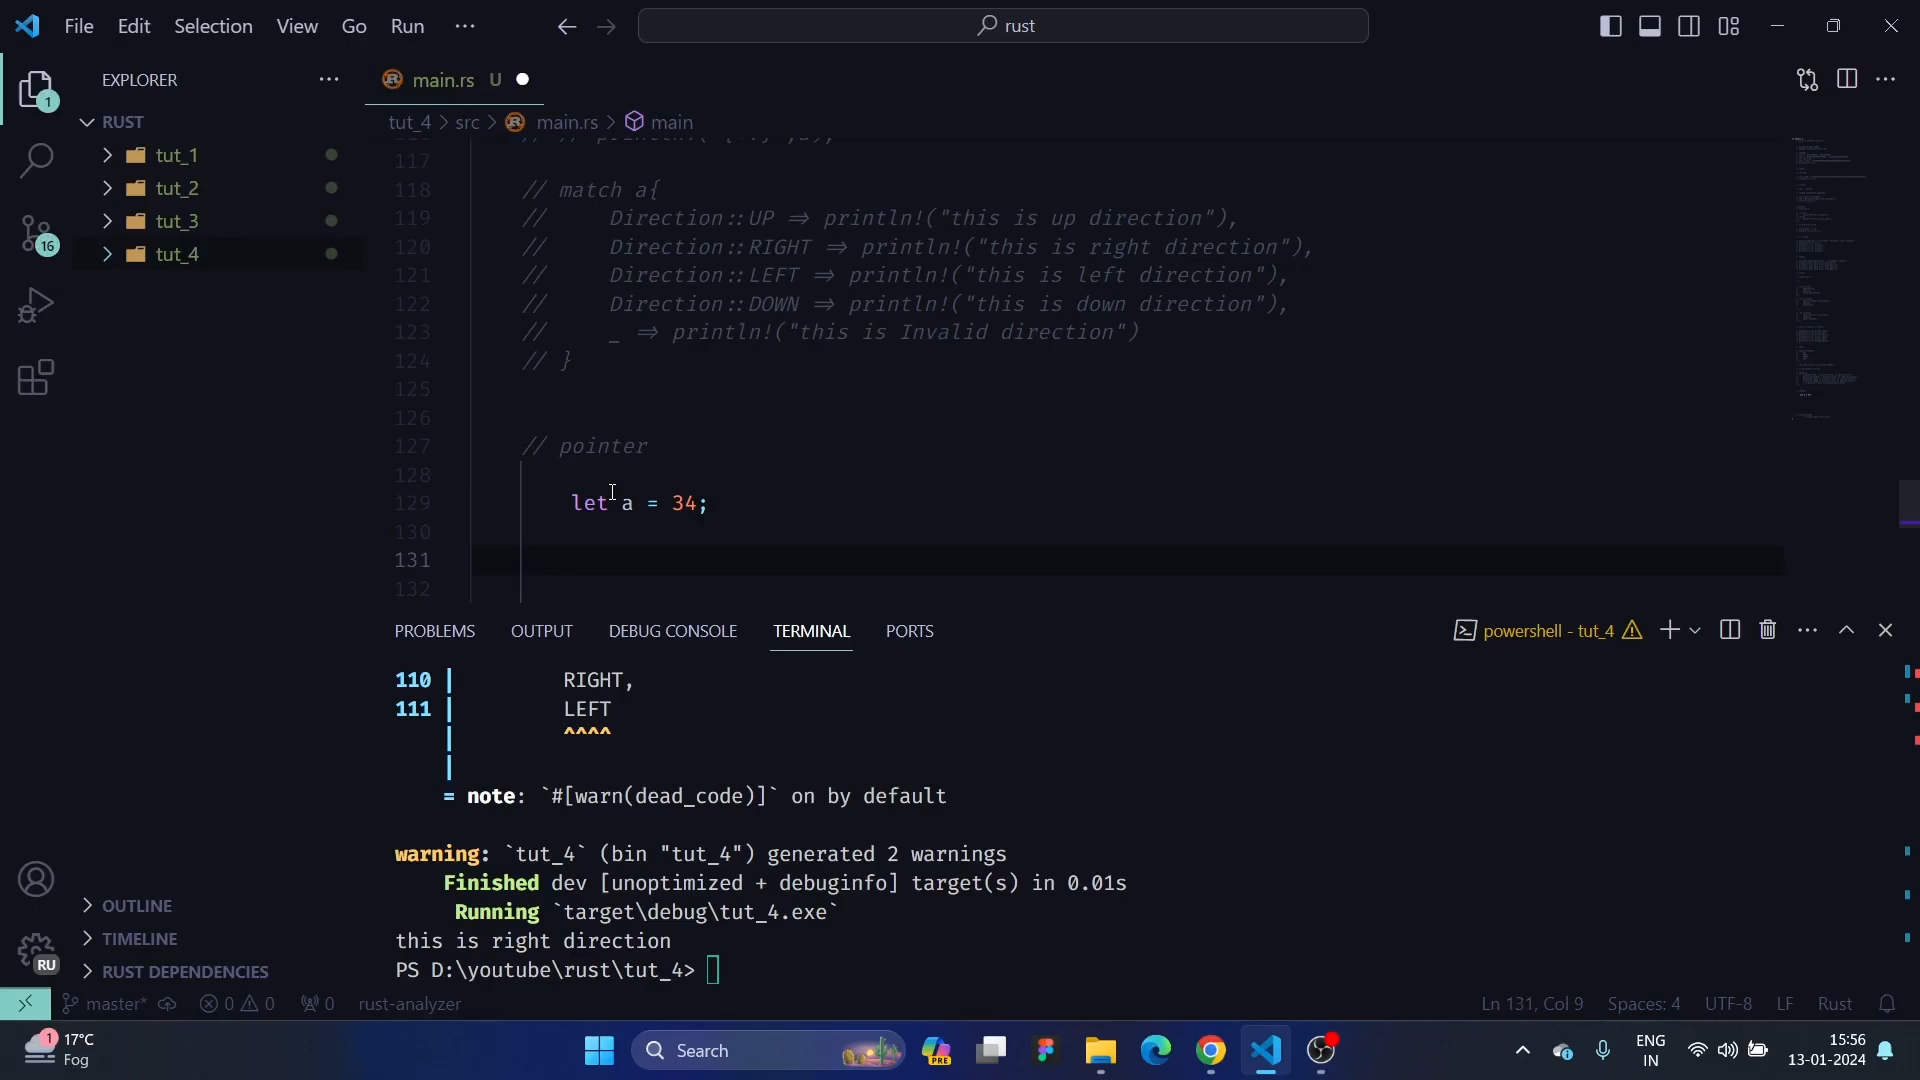 File Edit Selection View Go Run ··· rust
EXPLORER ···
main.rs U
RUST
tut_4 > src > main.rs > main
tut_1
tut_2
tut_3
tut_4
1
16
117
118 // match a{
119 // Direction::UP => println!("this is up direction"),
120 // Direction::RIGHT => println!("this is right direction"),
121 // Direction::LEFT => println!("this is left direction"),
122 // Direction::DOWN => println!("this is down direction"),
123 // _ => println!("this is Invalid direction")
124 // }
125
126
127 // pointer
128
129 let a = 34;
130
131
132
PROBLEMS OUTPUT DEBUG CONSOLE TERMINAL PORTS powershell - tut_4
110 | RIGHT,
111 | LEFT
| ^^^^
|
= note: `#[warn(dead_code)]` on by default
warning: `tut_4` (bin "tut_4") generated 2 warnings
Finished dev [unoptimized + debuginfo] target(s) in 0.01s
Running `target\debug\tut_4.exe`
this is right direction
PS D:\youtube\rust\tut_4>
OUTLINE
TIMELINE
RUST DEPENDENCIES
RU
master* 0 0 0 rust-analyzer Ln 131, Col 9 Spaces: 4 UTF-8 LF Rust
1
17°C
Fog
Search
PRE
ENG
IN
15:56
13-01-2024